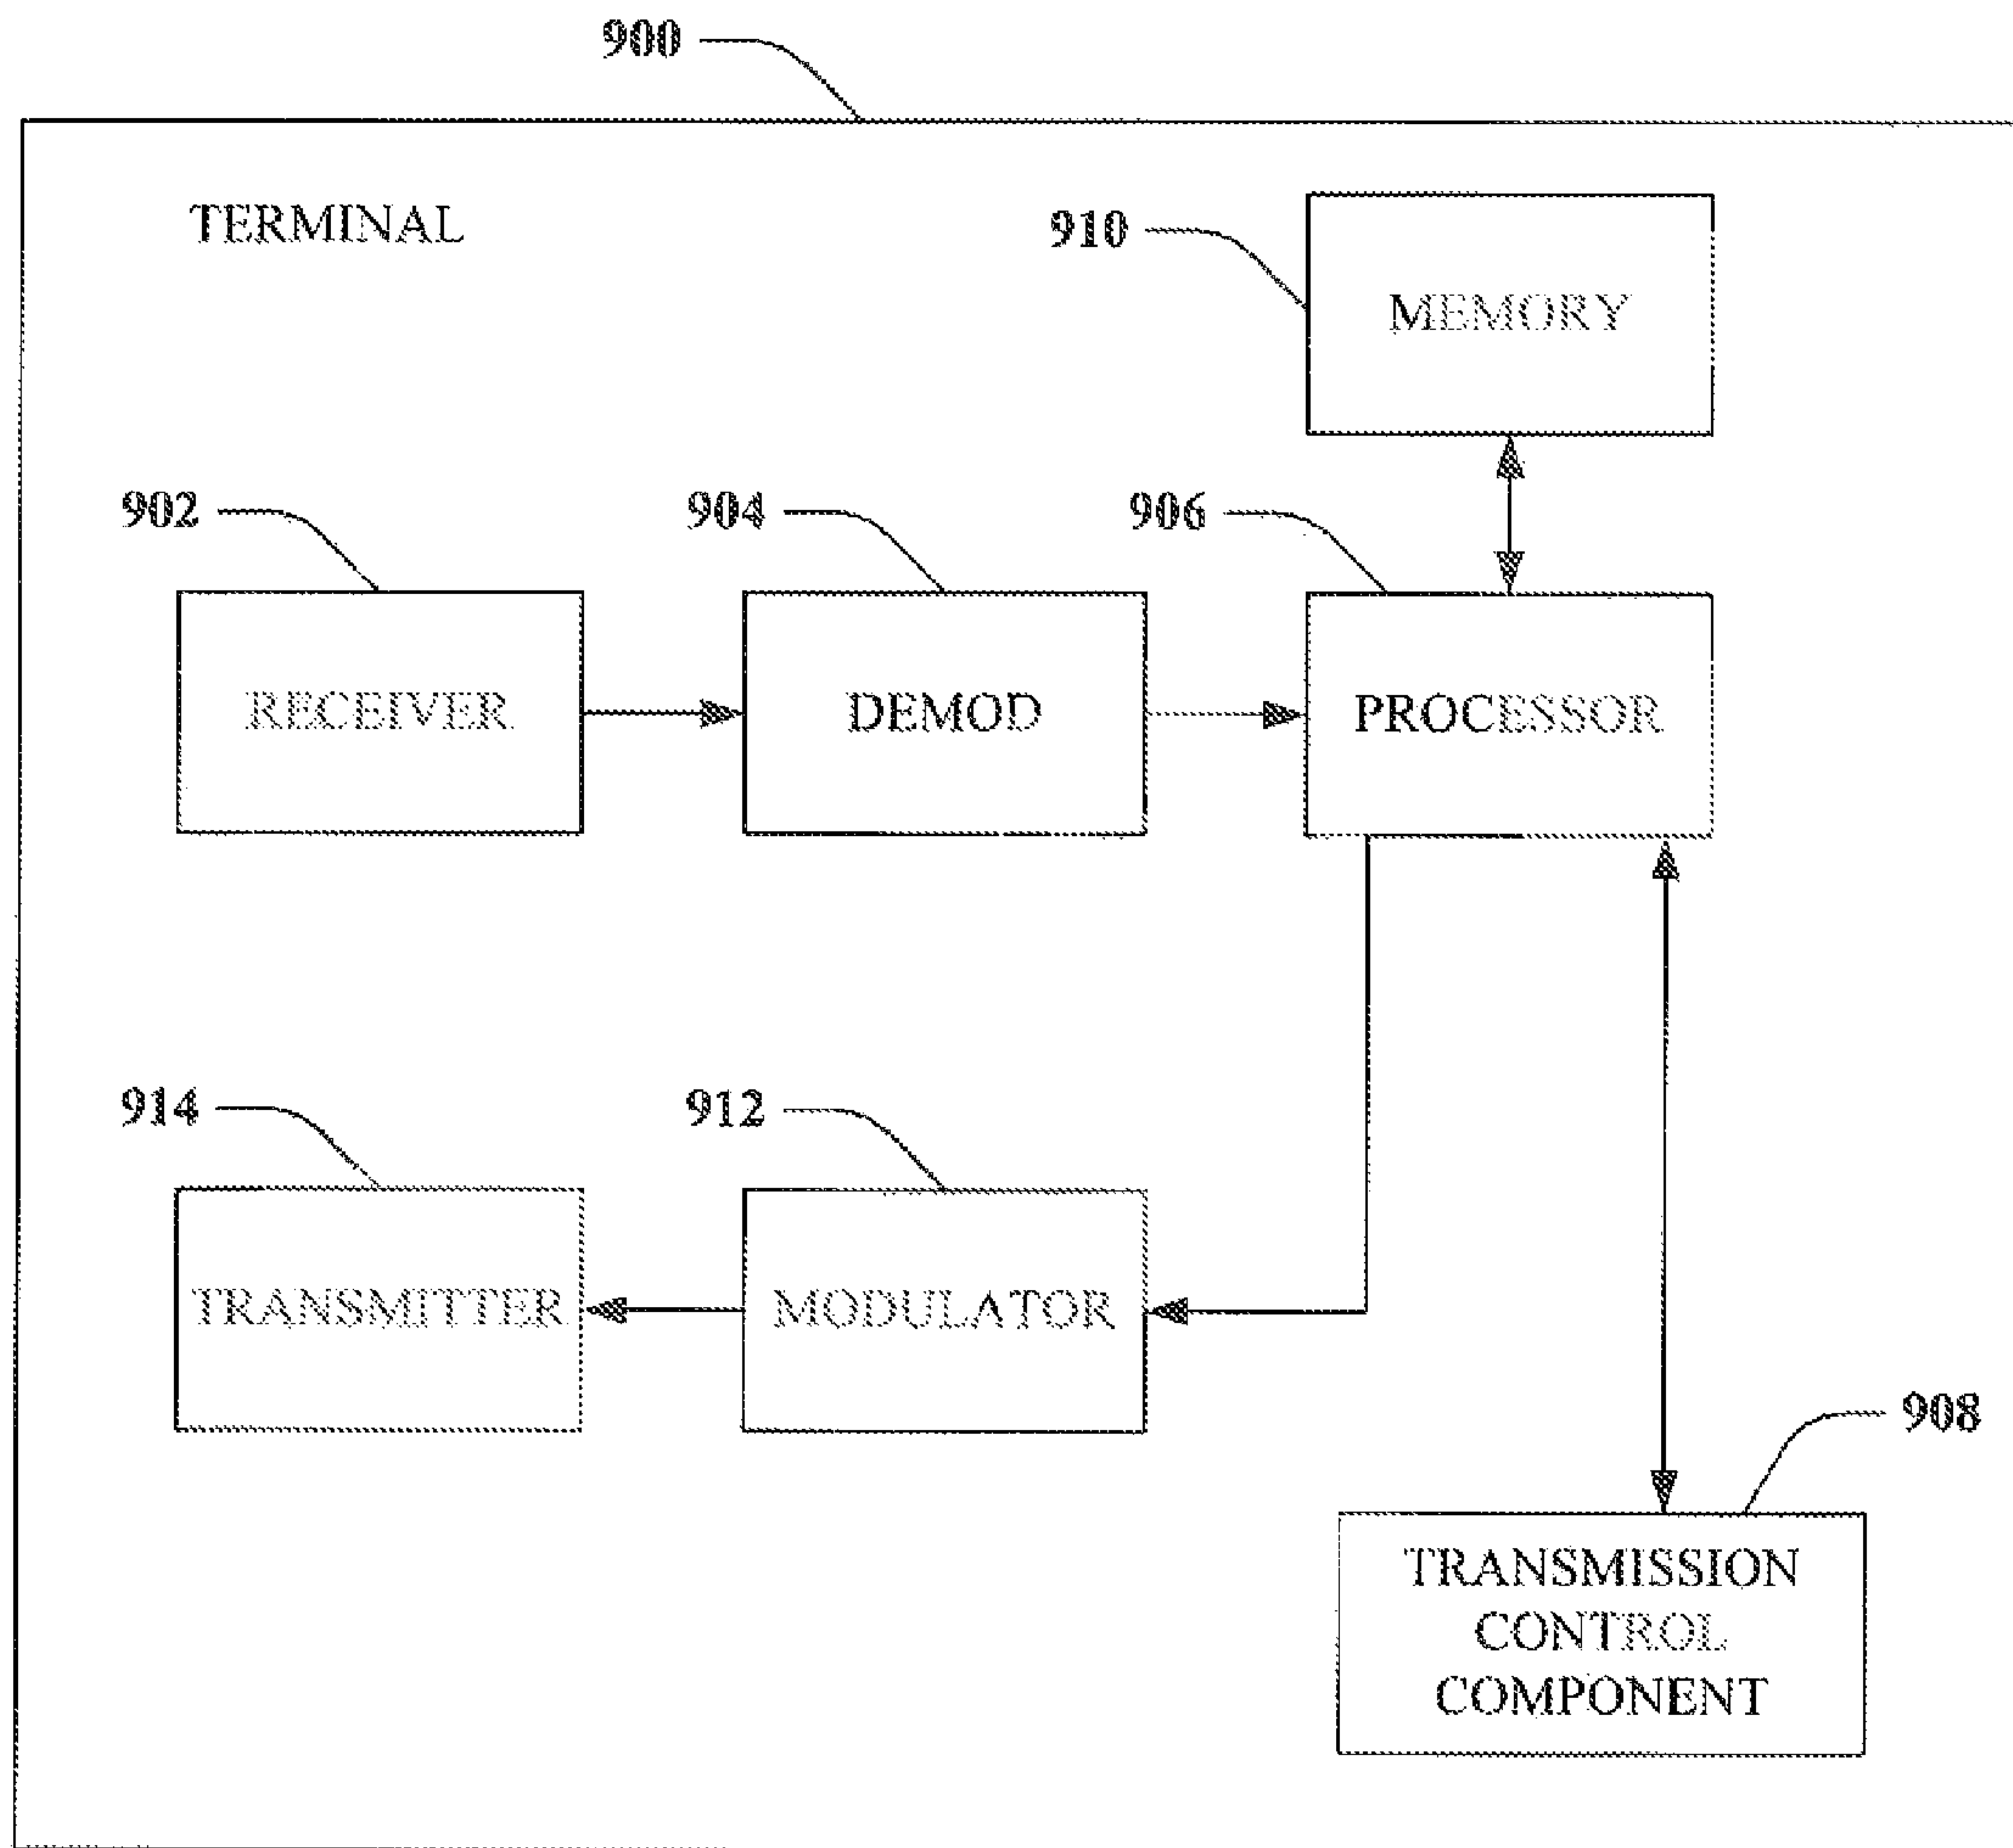 900
TERMINAL
910
MEMORY
902
904
906
RECEIVER
DEMOD
PROCESSOR
914
912
TRANSMITTER
MODULATOR
908
TRANSMISSION
CONTROL
COMPONENT